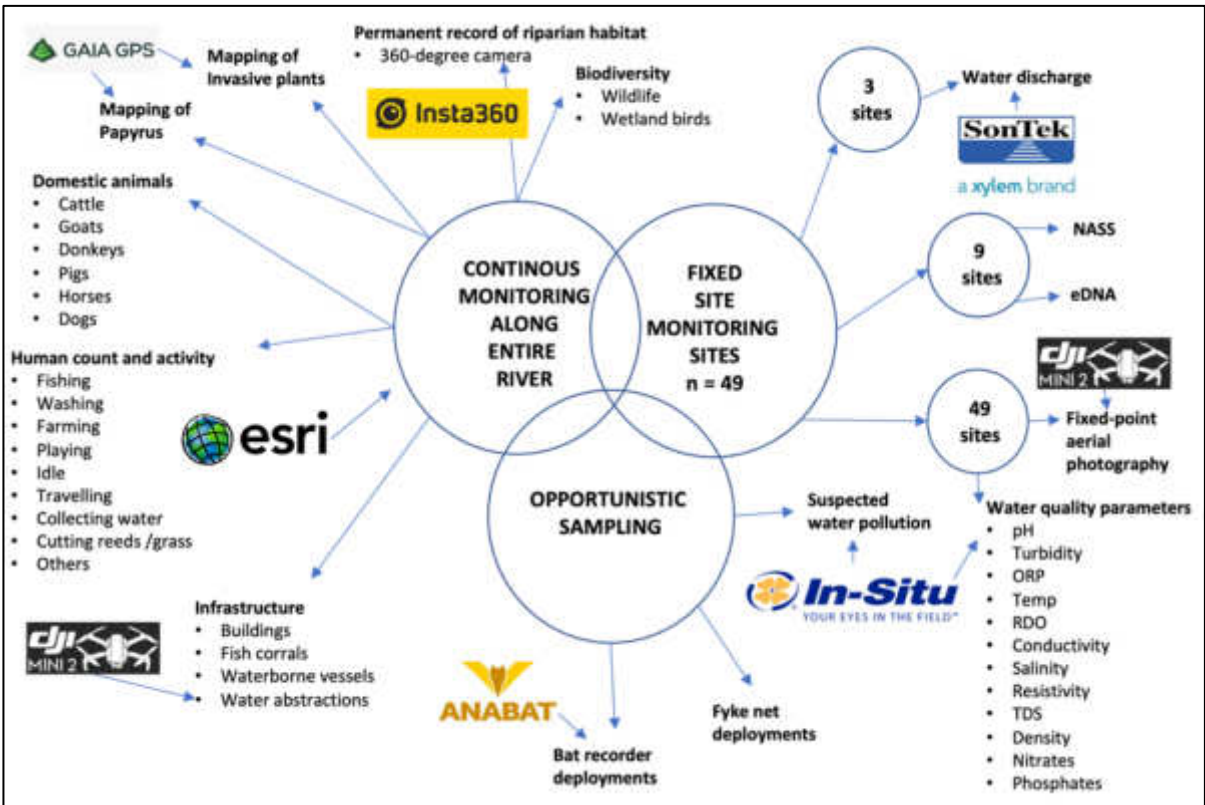 GAIA GPS
Mapping of
Invasive plants
Mapping of
Papyrus
Permanent record of riparian habitat
• 360-degree camera
Insta360
Biodiversity
• Wildlife
• Wetland birds
3
sites
Water discharge
SonTek
a xylem brand
Domestic animals
• Cattle
• Goats
• Donkeys
• Pigs
• Horses
• Dogs
CONTINOUS
MONITORING
ALONG
ENTIRE
RIVER
FIXED
SITE
MONITORING
SITES
n = 49
9
sites
NASS
eDNA
Human count and activity
• Fishing
• Washing
• Farming
• Playing
• Idle
• Travelling
• Collecting water
• Cutting reeds /grass
• Others
esri
49
sites
dji
MINI 2
Fixed-point
aerial
photography
OPPORTUNISTIC
SAMPLING
Suspected
water pollution
In-Situ
YOUR EYES IN THE FIELD
Water quality parameters
• pH
• Turbidity
• ORP
• Temp
• RDO
• Conductivity
• Salinity
• Resistivity
• TDS
• Density
• Nitrates
• Phosphates
Infrastructure
• Buildings
• Fish corrals
• Waterborne vessels
• Water abstractions
dji
MINI 2
ANABAT
Bat recorder
deployments
Fyke net
deployments